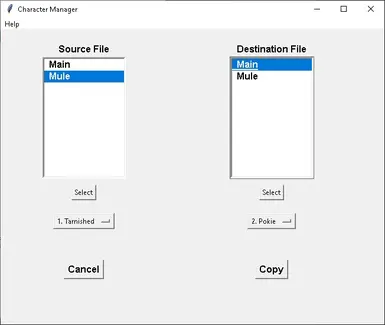 Character Manager
Help
Source File
Destination File
Main
Mule
Main
Mule
Select
Select
1. Tarnished
2. Pokie
Cancel
Copy